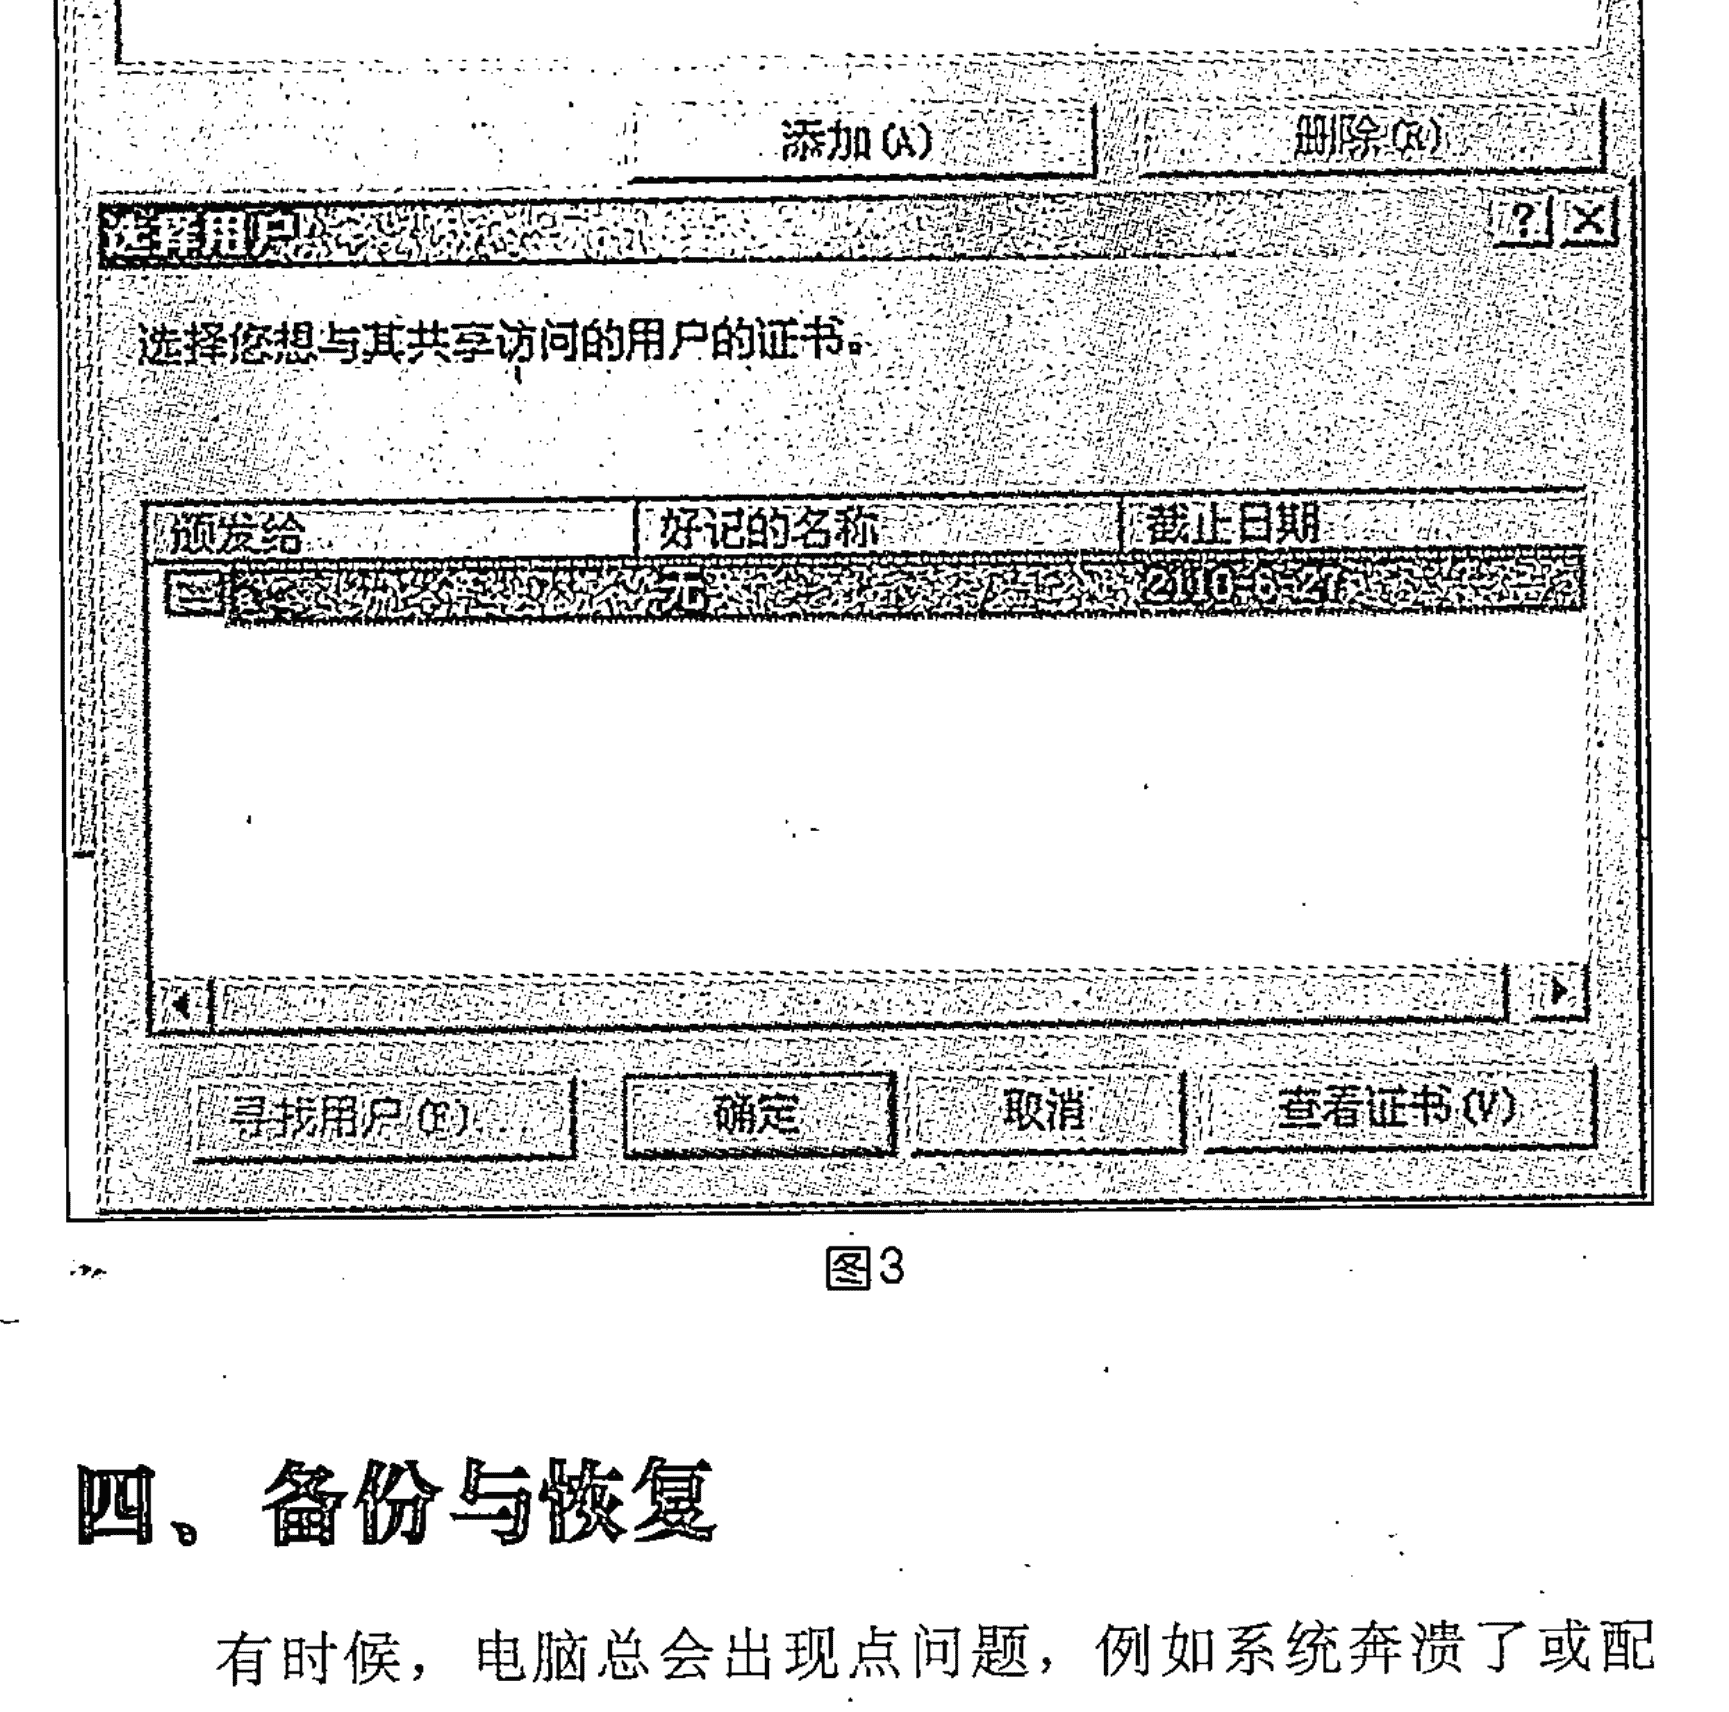 添加(A) 删除(R)
选择用户
? X
选择您想与其共享访问的用户的证书。
颁发给 好记的名称 截止日期
无
寻找用户(F)... 确定 取消 查看证书(V)
图3
四、备份与恢复
有时候，电脑总会出现点问题，例如系统奔溃了或配